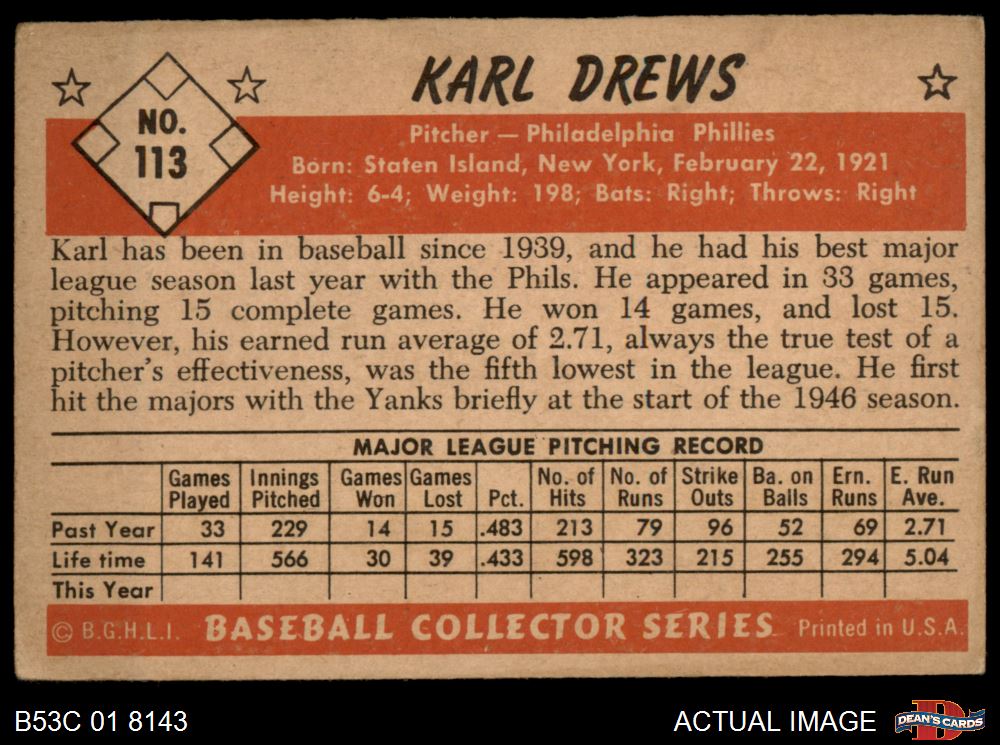 KARL DREWS
NO.
113
Pitcher — Philadelphia Phillies
Born: Staten Island, New York, February 22, 1921
Height: 6-4; Weight: 198; Bats: Right; Throws: Right
Karl has been in baseball since 1939, and he had his best major
league season last year with the Phils. He appeared in 33 games,
pitching 15 complete games. He won 14 games, and lost 15.
However, his earned run average of 2.71, always the true test of a
pitcher's effectiveness, was the fifth lowest in the league. He first
hit the majors with the Yanks briefly at the start of the 1946 season.
MAJOR LEAGUE PITCHING RECORD
Games Innings Games Games No. of No. of Strike Ba. on Ern. E. Run
Played Pitched Won Lost Pct. Hits Runs Outs Balls Runs Ave.
Past Year 33 229 14 15 .483 213 79 96 52 69 2.71
Life time 141 566 30 39 .433 598 323 215 255 294 5.04
This Year
© B.G.H.L.I. BASEBALL COLLECTOR SERIES Printed in U.S.A.
B53C 01 8143 ACTUAL IMAGE D DEAN'S CARDS